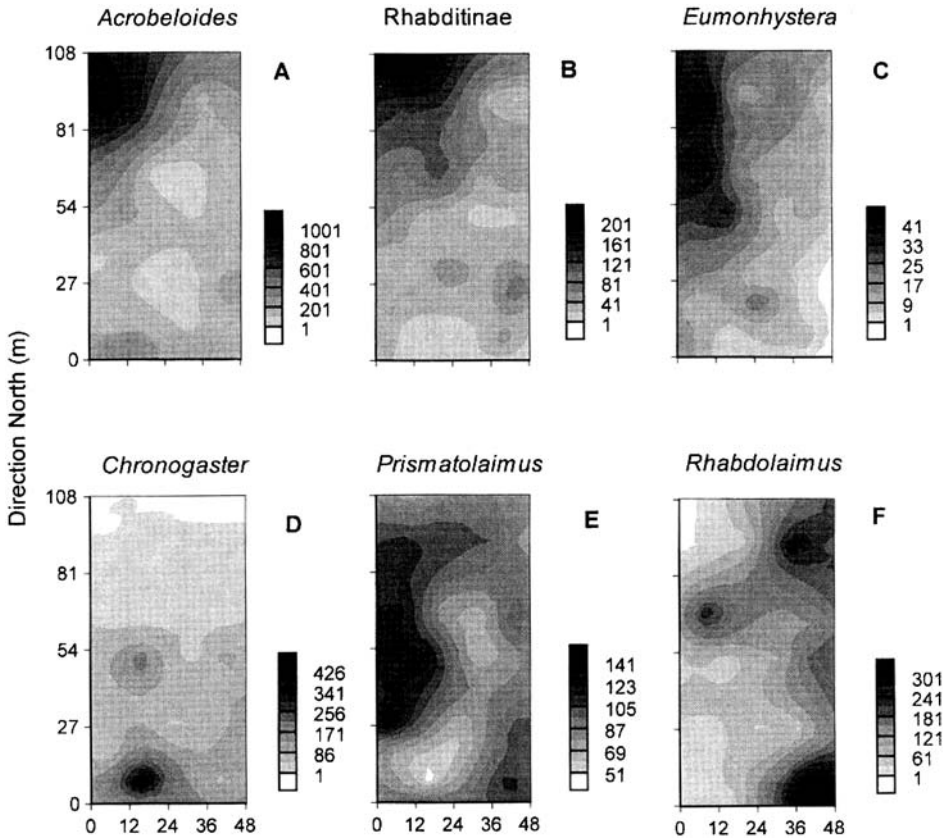 Acrobeloides
Rhabditinae
Eumonhystera
108
81
54
27
0
A
1001
801
601
401
201
1
B
201
161
121
81
41
1
C
41
33
25
17
9
1
Direction North (m)
Chronogaster
Prismatolaimus
Rhabdolaimus
108
81
54
27
0
D
426
341
256
171
86
1
E
141
123
105
87
69
51
F
301
241
181
121
61
1
0 12 24 36 48
0 12 24 36 48
0 12 24 36 48